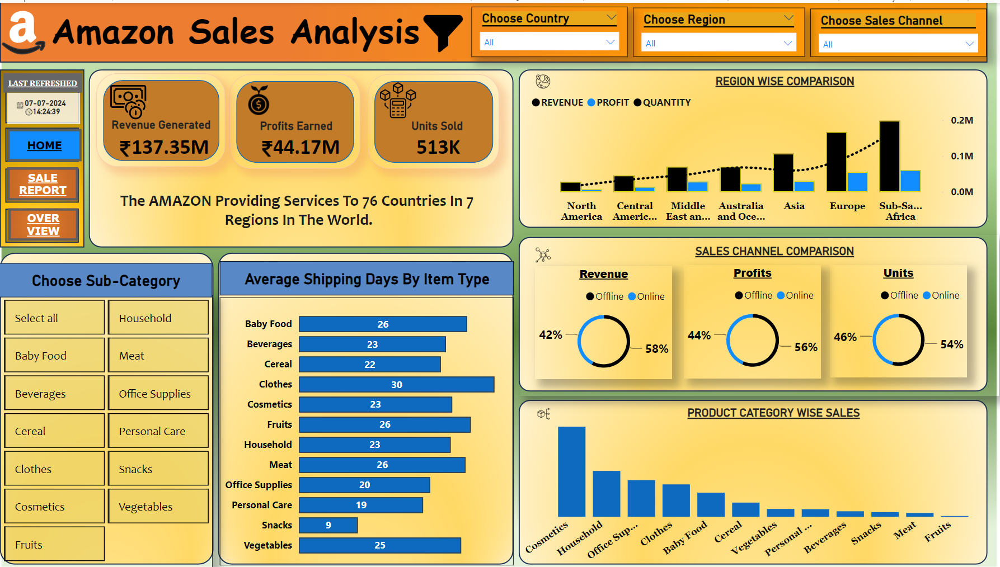 a
Amazon Sales Analysis
Choose Country
All
Choose Region
All
Choose Sales Channel
All
LAST REFRESHED
07-07-2024
14:24:39
HOME
SALE
REPORT
OVER
VIEW
Revenue Generated
₹137.35M
Profits Earned
₹44.17M
Units Sold
513K
The AMAZON Providing Services To 76 Countries In 7
Regions In The World.
REGION WISE COMPARISON
REVENUE PROFIT QUANTITY
0.2M
0.1M
0.0M
North
America
Central
Americ...
Middle
East an...
Australia
and Oce...
Asia
Europe
Sub-Sa...
Africa
Choose Sub-Category
Select all
Household
Baby Food
Meat
Beverages
Office Supplies
Cereal
Personal Care
Clothes
Snacks
Cosmetics
Vegetables
Fruits
Average Shipping Days By Item Type
Baby Food 26
Beverages 23
Cereal 22
Clothes 30
Cosmetics 23
Fruits 26
Household 23
Meat 26
Office Supplies 20
Personal Care 19
Snacks 9
Vegetables 25
SALES CHANNEL COMPARISON
Revenue
Offline Online
42%
58%
Profits
Offline Online
44%
56%
Units
Offline Online
46%
54%
PRODUCT CATEGORY WISE SALES
Cosmetics
Household
Office Sup...
Clothes
Baby Food
Cereal
Vegetables
Personal ...
Beverages
Snacks
Meat
Fruits